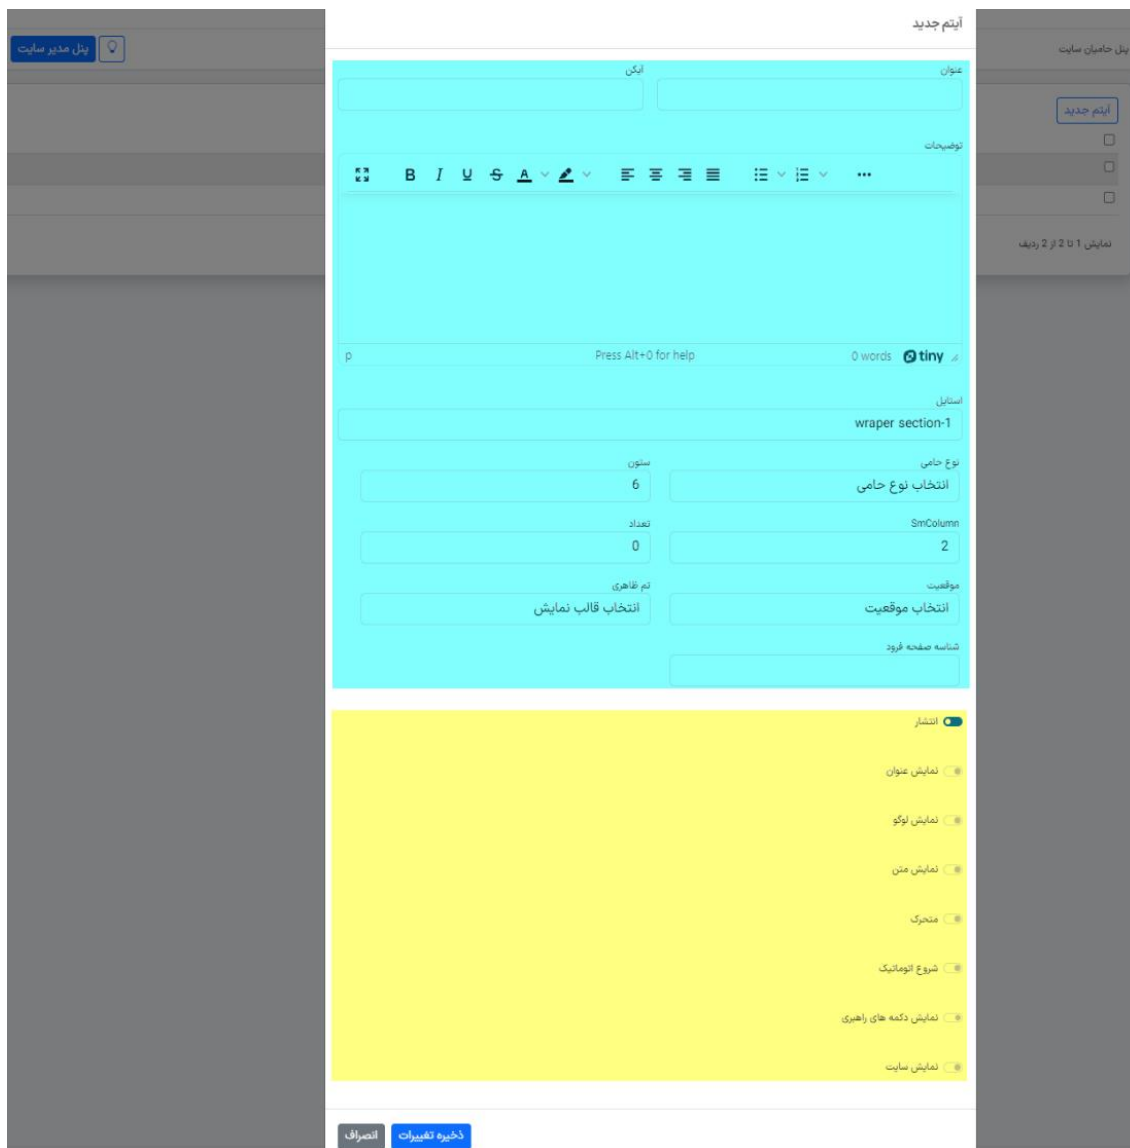 آیتم جدید
پنل حامیان سایت
پنل مدیر سایت
آیتم جدید
نمایش 1 تا 2 از 2 ردیف
عنوان
آیکن
توضیحات
B I U S A
p Press Alt+0 for help 0 words tiny
استایل
wraper section-1
نوع حامی
ستون
انتخاب نوع حامی
6
SmColumn
تعداد
2
0
موقعیت
تم ظاهری
انتخاب موقعیت
انتخاب قالب نمایش
شناسه صفحه فرود
انتشار
نمایش عنوان
نمایش لوگو
نمایش متن
متحرک
شروع اتوماتیک
نمایش دکمه های راهبری
نمایش سایت
ذخیره تغییرات
انصراف